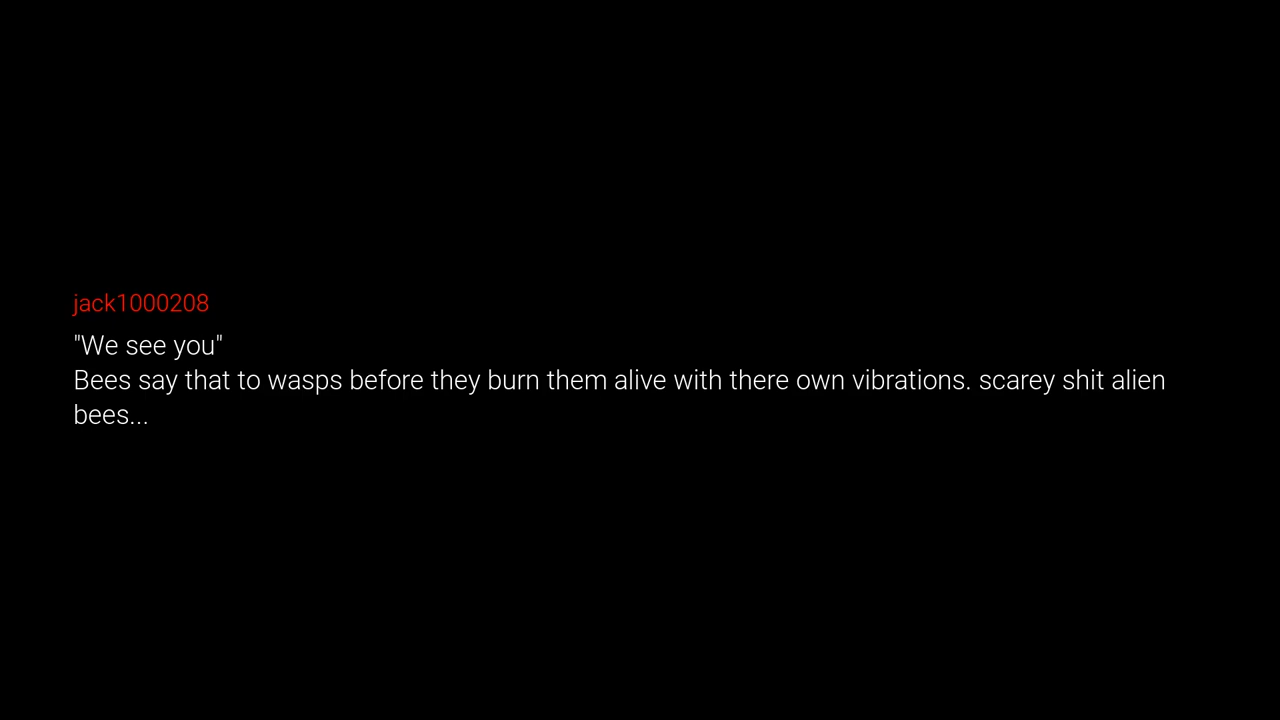 jack1000208
"We see you"
Bees say that to wasps before they burn them alive with there own vibrations. scarey shit alien
bees...